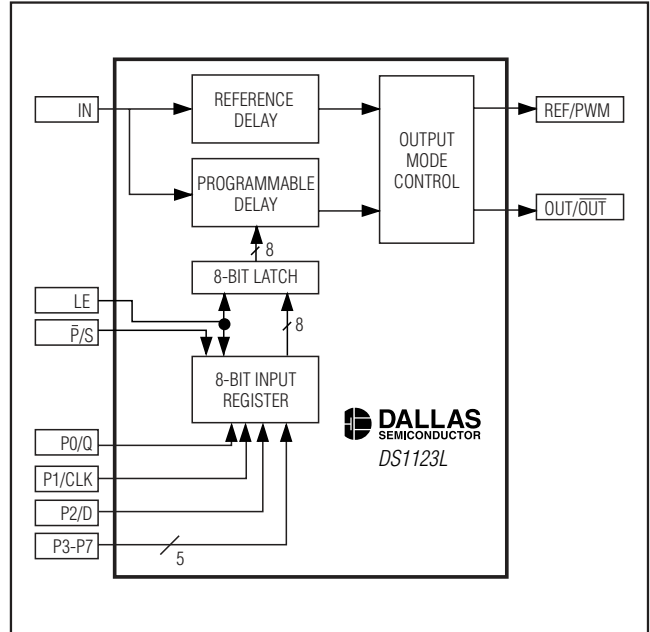 IN
REFERENCE
DELAY
PROGRAMMABLE
DELAY
OUTPUT
MODE
CONTROL
REF/PWM
OUT/O̅U̅T̅
8
8-BIT LATCH
LE
P̅/S
8
8-BIT INPUT
REGISTER
P0/Q
P1/CLK
P2/D
P3-P7
5
DALLAS
SEMICONDUCTOR
DS1123L